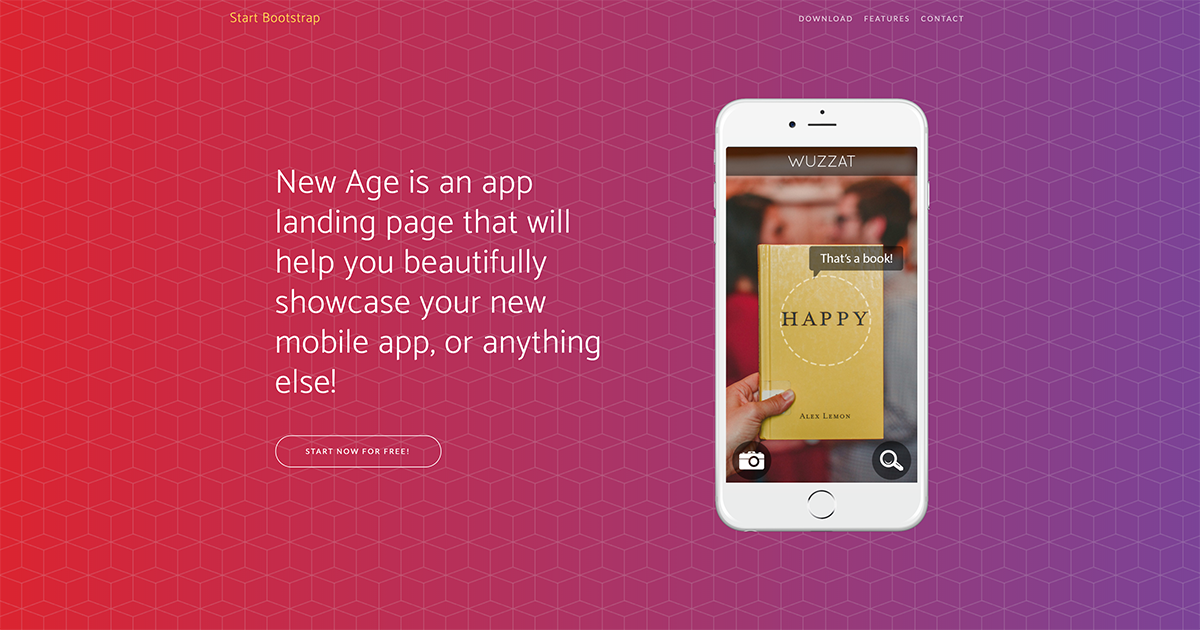 Start Bootstrap
DOWNLOAD FEATURES CONTACT
New Age is an app
landing page that will
help you beautifully
showcase your new
mobile app, or anything
else!
START NOW FOR FREE!
WUZZAT
That's a book!
HAPPY
Alex Lemon